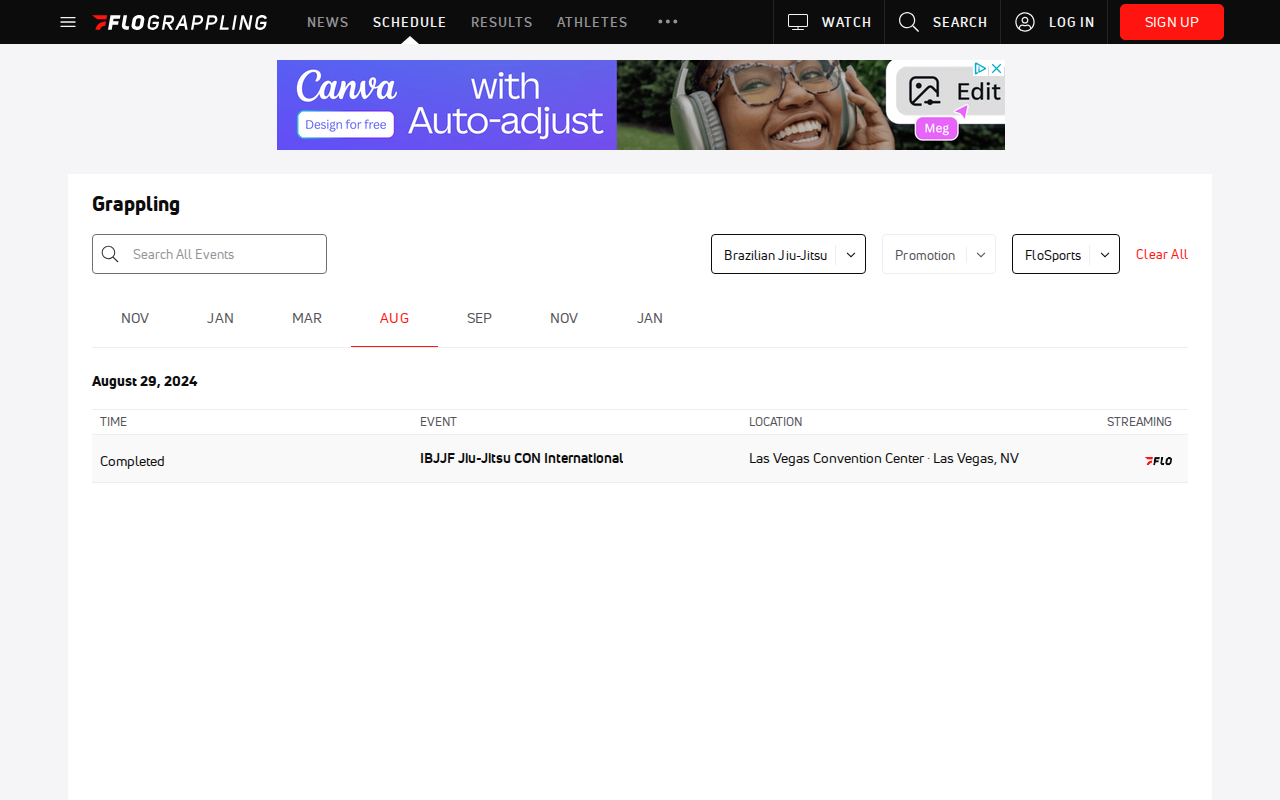 FLOGRAPPLING NEWS SCHEDULE RESULTS ATHLETES ••• WATCH SEARCH LOG IN SIGN UP
Canva with Edit
Design for free Auto-adjust Meg
Grappling
Search All Events Brazilian Jiu-Jitsu Promotion FloSports Clear All
NOV JAN MAR AUG SEP NOV JAN
August 29, 2024
TIME EVENT LOCATION STREAMING
Completed IBJJF Jiu-Jitsu CON International Las Vegas Convention Center · Las Vegas, NV FLO